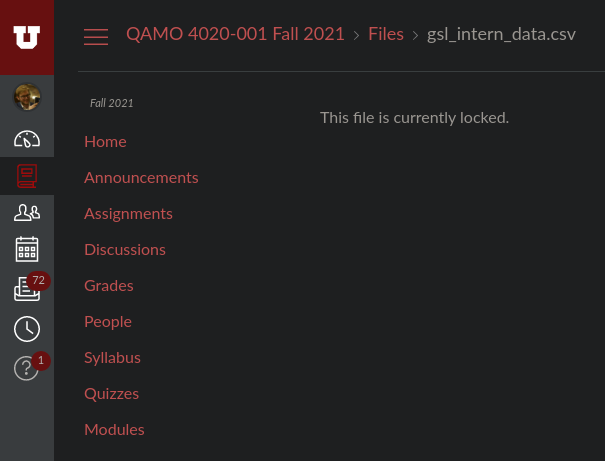 QAMO 4020-001 Fall 2021 > Files > gsl_intern_data.csv
Fall 2021
This file is currently locked.
Home
Announcements
Assignments
Discussions
Grades
72
People
Syllabus
1
Quizzes
Modules